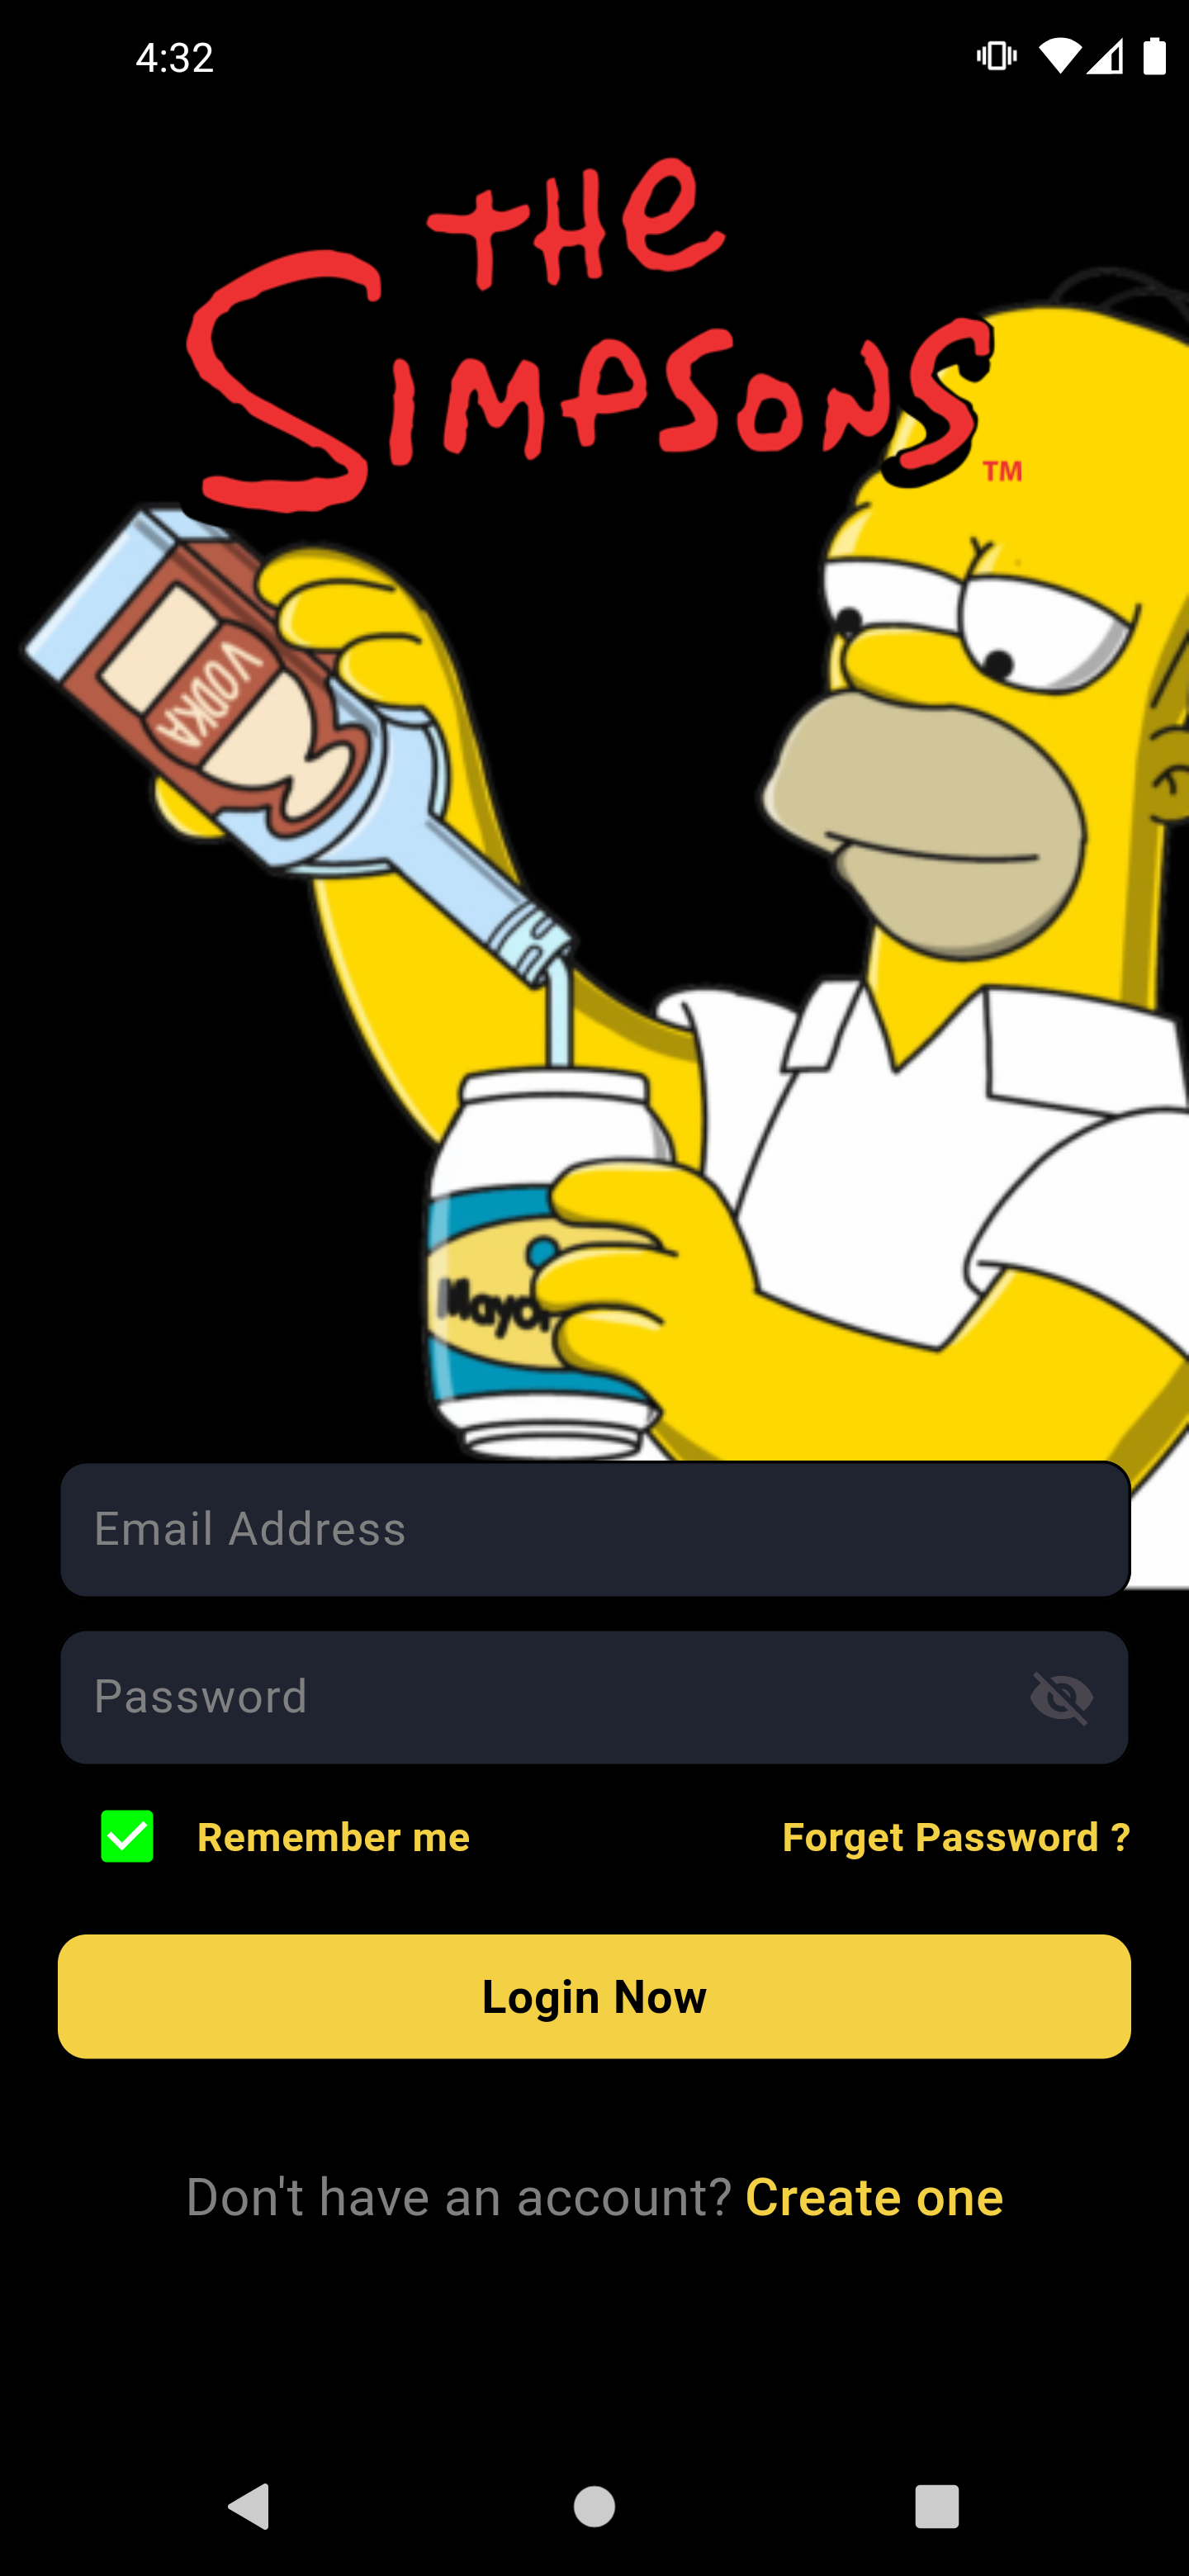 4:32
THE
SIMPSONS
TM
VODKA
Mayo
Email Address
Password
Remember me
Forget Password ?
Login Now
Don't have an account? Create one